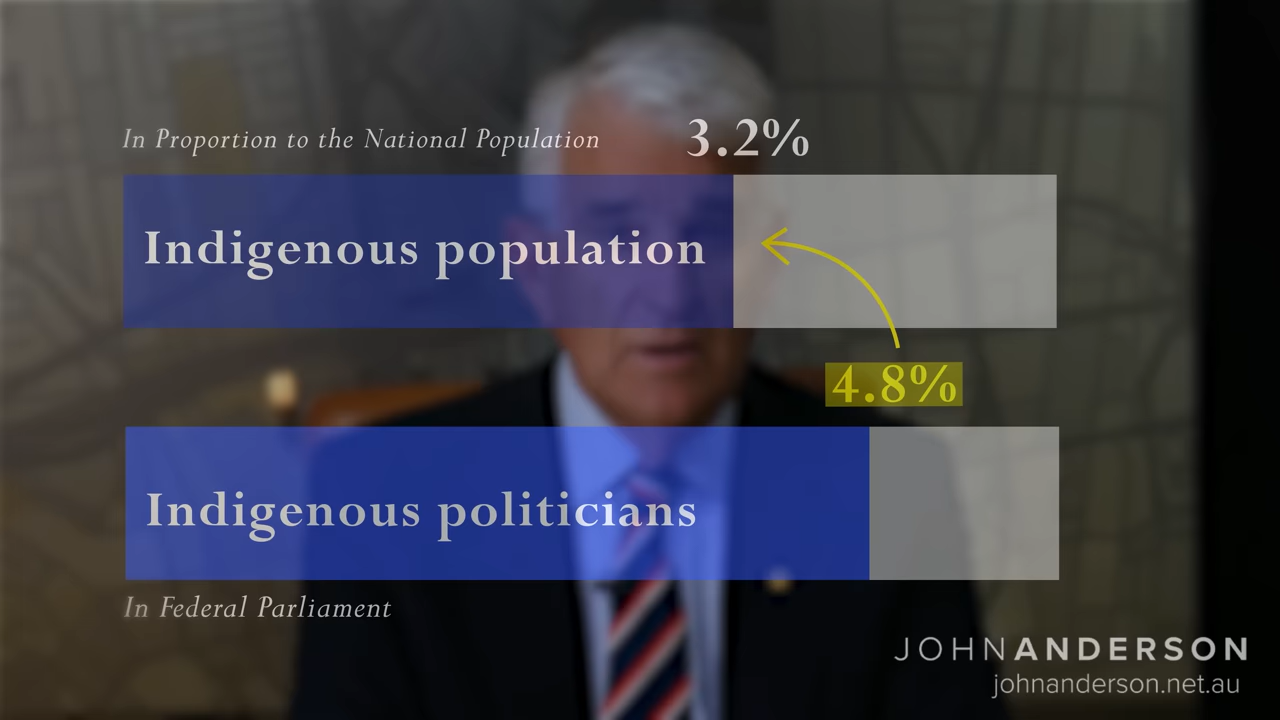 In Proportion to the National Population 3.2%
Indigenous population
4.8%
Indigenous politicians
In Federal Parliament
JOHNANDERSON
johnanderson.net.au